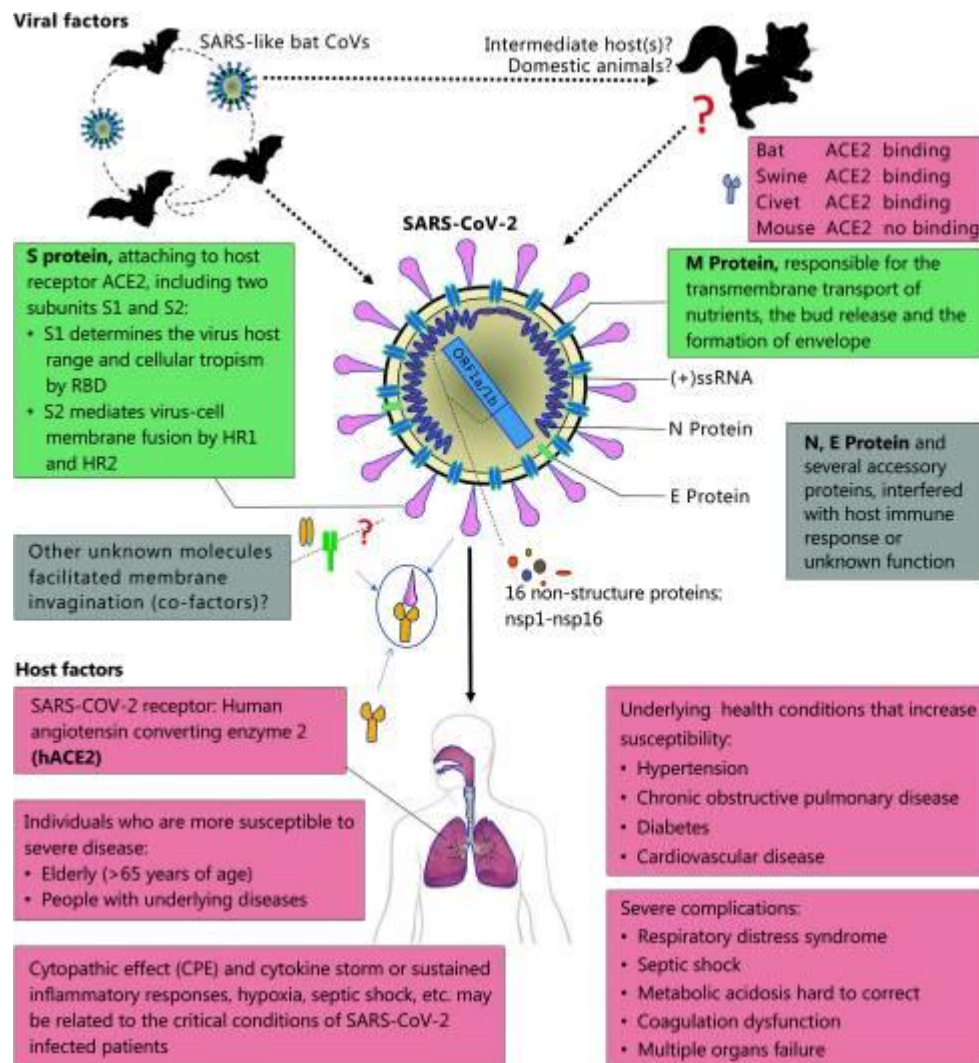 Viral factors
SARS-like bat CoVs
Intermediate host(s)?
Domestic animals?
?
Bat ACE2 binding
Swine ACE2 binding
Civet ACE2 binding
Mouse ACE2 no binding
SARS-CoV-2
S protein, attaching to host
receptor ACE2, including two
subunits S1 and S2:
• S1 determines the virus host
range and cellular tropism
by RBD
• S2 mediates virus-cell
membrane fusion by HR1
and HR2
M Protein, responsible for the
transmembrane transport of
nutrients, the bud release and the
formation of envelope
ORF1a/1b
(+)ssRNA
N Protein
E Protein
N, E Protein and
several accessory
proteins, interfered
with host immune
response or
unknown function
?
Other unknown molecules
facilitated membrane
invagination (co-factors)?
16 non-structure proteins:
nsp1-nsp16
Host factors
SARS-COV-2 receptor: Human
angiotensin converting enzyme 2
(hACE2)
Individuals who are more susceptible to
severe disease:
• Elderly (>65 years of age)
• People with underlying diseases
Cytopathic effect (CPE) and cytokine storm or sustained
inflammatory responses, hypoxia, septic shock, etc. may
be related to the critical conditions of SARS-CoV-2
infected patients
Underlying health conditions that increase
susceptibility:
• Hypertension
• Chronic obstructive pulmonary disease
• Diabetes
• Cardiovascular disease
Severe complications:
• Respiratory distress syndrome
• Septic shock
• Metabolic acidosis hard to correct
• Coagulation dysfunction
• Multiple organs failure